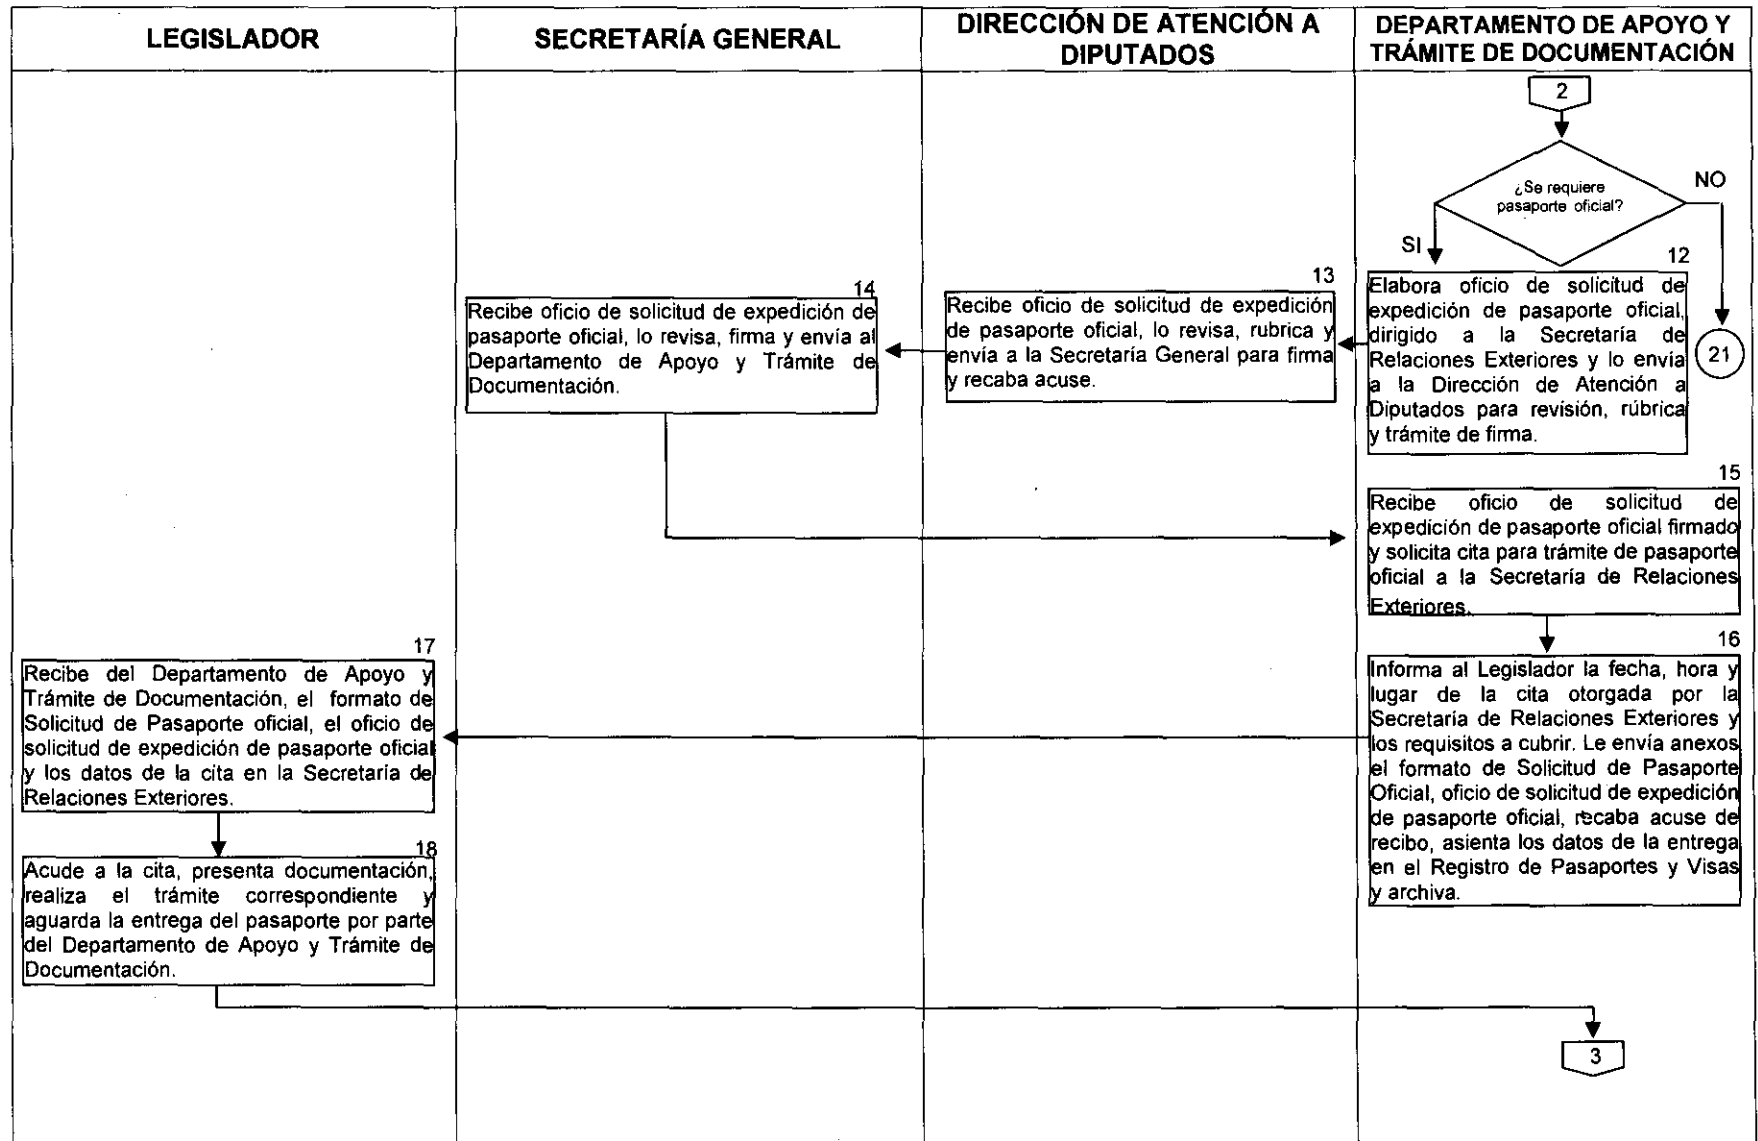 LEGISLADOR
SECRETARÍA GENERAL
DIRECCIÓN DE ATENCIÓN A
DIPUTADOS
DEPARTAMENTO DE APOYO Y
TRÁMITE DE DOCUMENTACIÓN
2
¿Se requiere
pasaporte oficial?
NO
SI
12
Elabora oficio de solicitud de
expedición de pasaporte oficial,
dirigido a la Secretaría de
Relaciones Exteriores y lo envía
a la Dirección de Atención a
Diputados para revisión, rúbrica
y trámite de firma.
21
13
Recibe oficio de solicitud de expedición
de pasaporte oficial, lo revisa, rubrica y
envía a la Secretaría General para firma
y recaba acuse.
14
Recibe oficio de solicitud de expedición de
pasaporte oficial, lo revisa, firma y envía al
Departamento de Apoyo y Trámite de
Documentación.
15
Recibe oficio de solicitud de
expedición de pasaporte oficial firmado
y solicita cita para trámite de pasaporte
oficial a la Secretaría de Relaciones
Exteriores.
16
Informa al Legislador la fecha, hora y
lugar de la cita otorgada por la
Secretaría de Relaciones Exteriores y
los requisitos a cubrir. Le envía anexos
el formato de Solicitud de Pasaporte
Oficial, oficio de solicitud de expedición
de pasaporte oficial, recaba acuse de
recibo, asienta los datos de la entrega
en el Registro de Pasaportes y Visas
y archiva.
17
Recibe del Departamento de Apoyo y
Trámite de Documentación, el formato de
Solicitud de Pasaporte oficial, el oficio de
solicitud de expedición de pasaporte oficial
y los datos de la cita en la Secretaría de
Relaciones Exteriores.
18
Acude a la cita, presenta documentación,
realiza el trámite correspondiente y
aguarda la entrega del pasaporte por parte
del Departamento de Apoyo y Trámite de
Documentación.
3